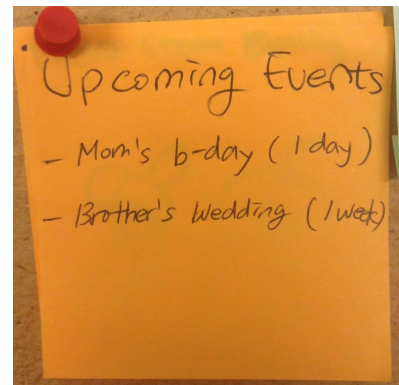 Upcoming Events
- Mom's b-day (1 day)
- Brother's Wedding (1 week)